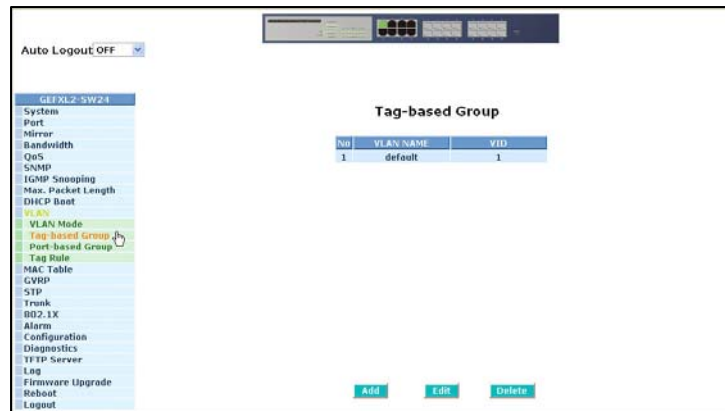 Auto Logout OFF
GEFXL2-SW24
System
Port
Mirror
Bandwidth
QoS
SNMP
IGMP Snooping
Max. Packet Length
DHCP Boot
VLAN
VLAN Mode
Tag-based Group
Port-based Group
Tag Rule
MAC Table
GVRP
STP
Trunk
802.1X
Alarm
Configuration
Diagnostics
TFTP Server
Log
Firmware Upgrade
Reboot
Logout
Tag-based Group
No VLAN NAME VID
1 default 1
Add Edit Delete